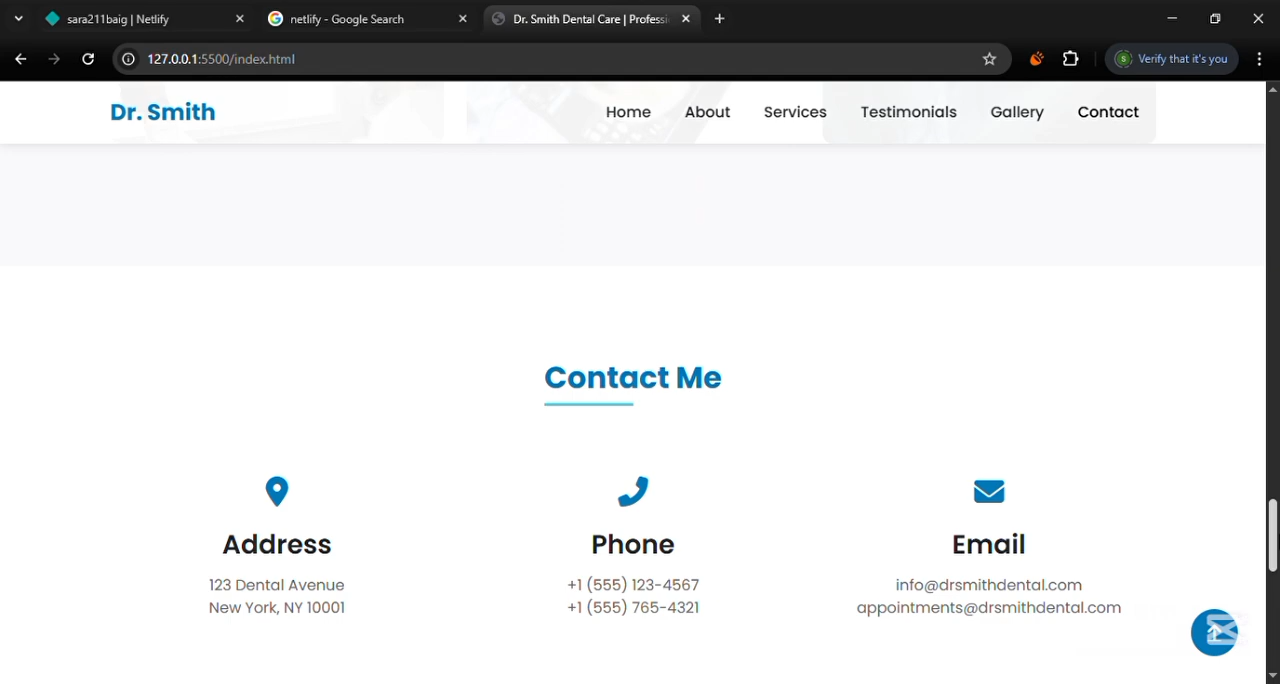 sara211baig | Netlify
netlify - Google Search
Dr. Smith Dental Care | Professi
127.0.0.1:5500/index.html
S
Verify that it's you
Dr. Smith
Home
About
Services
Testimonials
Gallery
Contact
Contact Me
Address
Phone
Email
123 Dental Avenue
+1 (555) 123-4567
info@drsmithdental.com
New York, NY 10001
+1 (555) 765-4321
appointments@drsmithdental.com